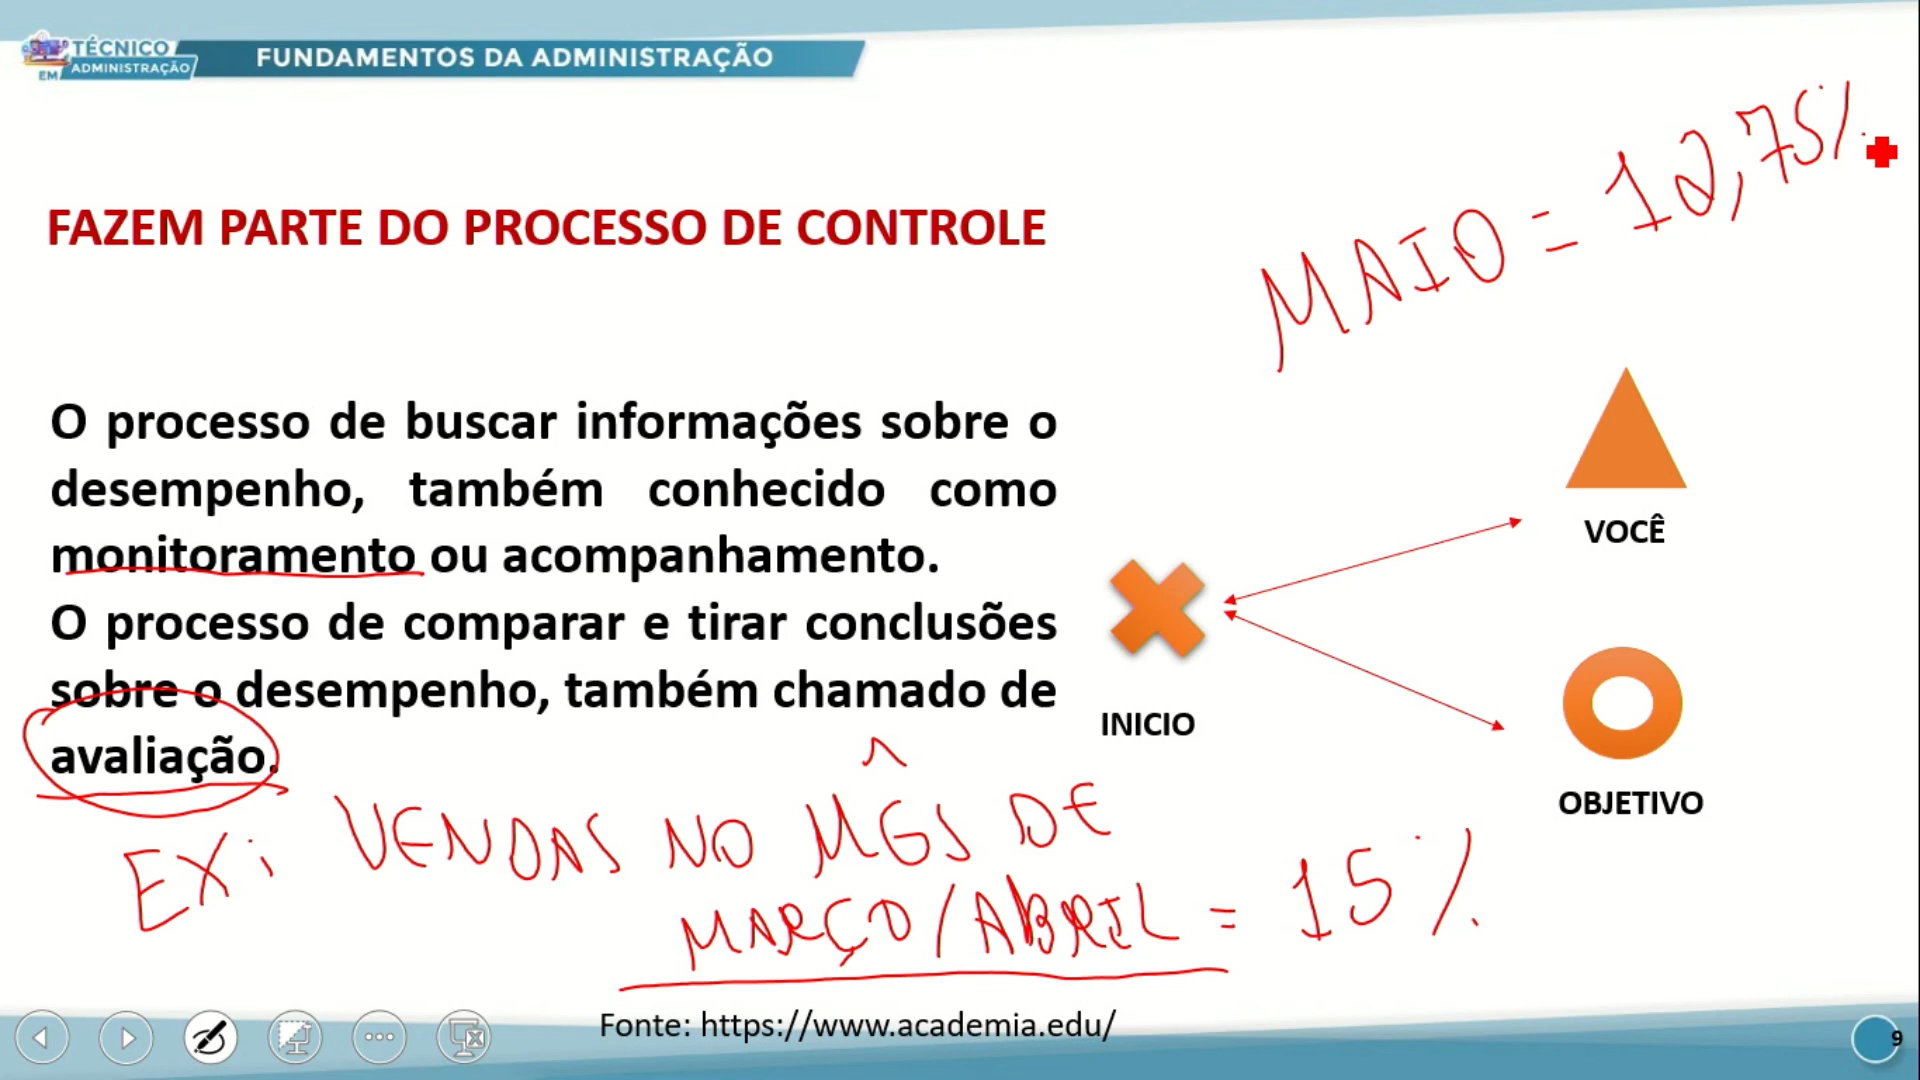 TÉCNICO
EM ADMINISTRAÇÃO
FUNDAMENTOS DA ADMINISTRAÇÃO
MAIO = 12,75%
FAZEM PARTE DO PROCESSO DE CONTROLE
O processo de buscar informações sobre o
desempenho, também conhecido como
monitoramento ou acompanhamento.
O processo de comparar e tirar conclusões
sobre o desempenho, também chamado de
avaliação.
VOCÊ
INICIO
OBJETIVO
EX: VENDAS NO MÊS DE
MARÇO/ABRIL = 15%
Fonte: https://www.academia.edu/
9